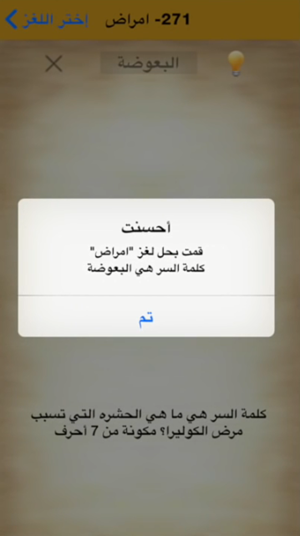 271- امراض
إختر اللغز
البعوضة
أحسنت
قمت بحل لغز "امراض"
كلمة السر هي البعوضة
تم
كلمة السر هي ما هي الحشره التي تسبب
مرض الكوليرا؟ مكونة من 7 أحرف